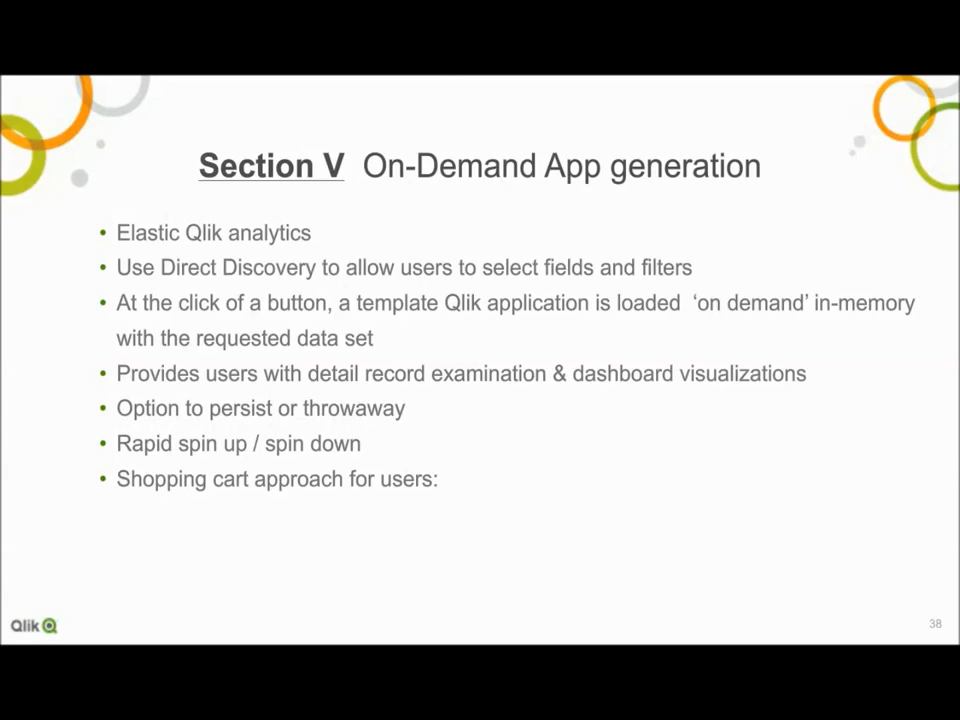 Section V On-Demand App generation
• Elastic Qlik analytics
• Use Direct Discovery to allow users to select fields and filters
• At the click of a button, a template Qlik application is loaded ‘on demand’ in-memory
with the requested data set
• Provides users with detail record examination & dashboard visualizations
• Option to persist or throwaway
• Rapid spin up / spin down
• Shopping cart approach for users:
Qlik
38